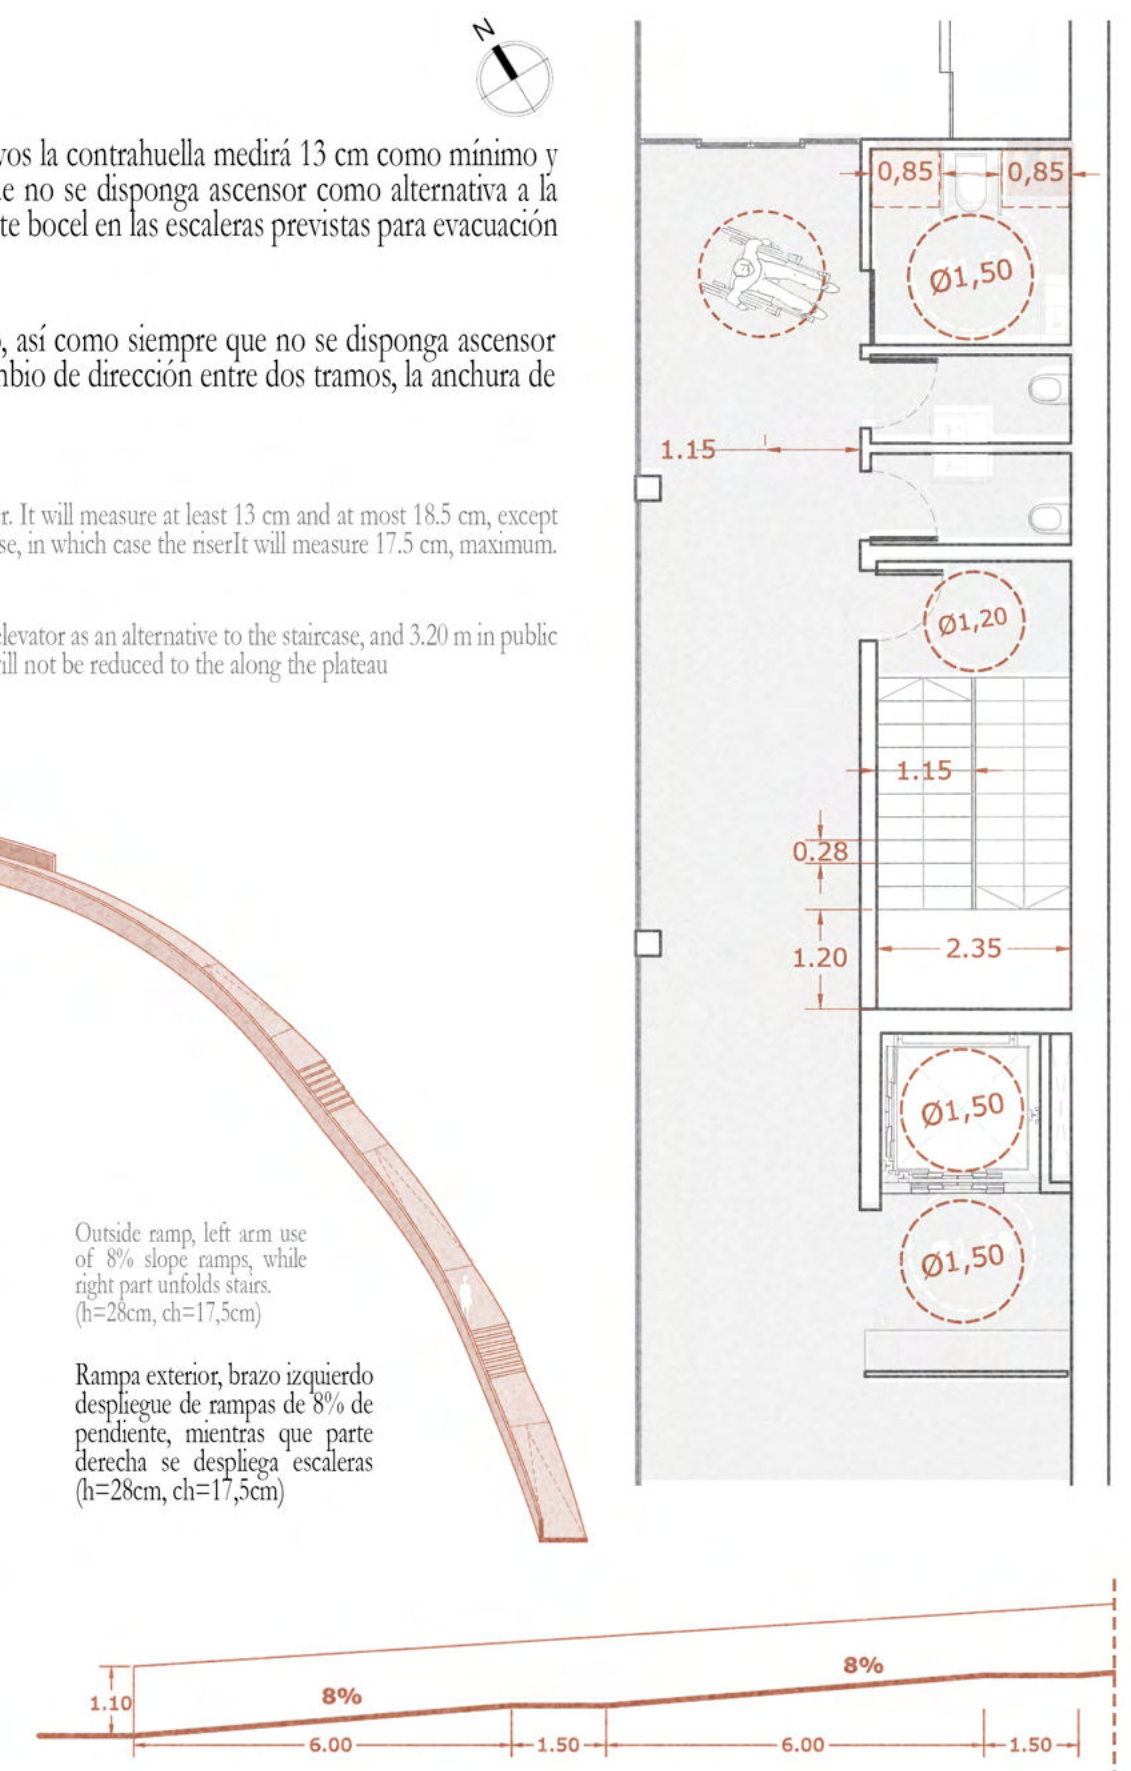 N
vos la contrahuella medirá 13 cm como mínimo y
ue no se disponga ascensor como alternativa a la
te bocel en las escaleras previstas para evacuación
o, así como siempre que no se disponga ascensor
mbio de dirección entre dos tramos, la anchura de
r. It will measure at least 13 cm and at most 18.5 cm, except
se, in which case the riserIt will measure 17.5 cm, maximum.
elevator as an alternative to the staircase, and 3.20 m in public
will not be reduced to the along the plateau
0,85 0,85
Ø1,50
1.15
Ø1,20
1.15
0.28
1.20
2.35
Ø1,50
Ø1,50
Outside ramp, left arm use
of 8% slope ramps, while
right part unfolds stairs.
(h=28cm, ch=17,5cm)
Rampa exterior, brazo izquierdo
despliegue de rampas de 8% de
pendiente, mientras que parte
derecha se despliega escaleras
(h=28cm, ch=17,5cm)
8%
8%
1.10
6.00 1.50 6.00 1.50